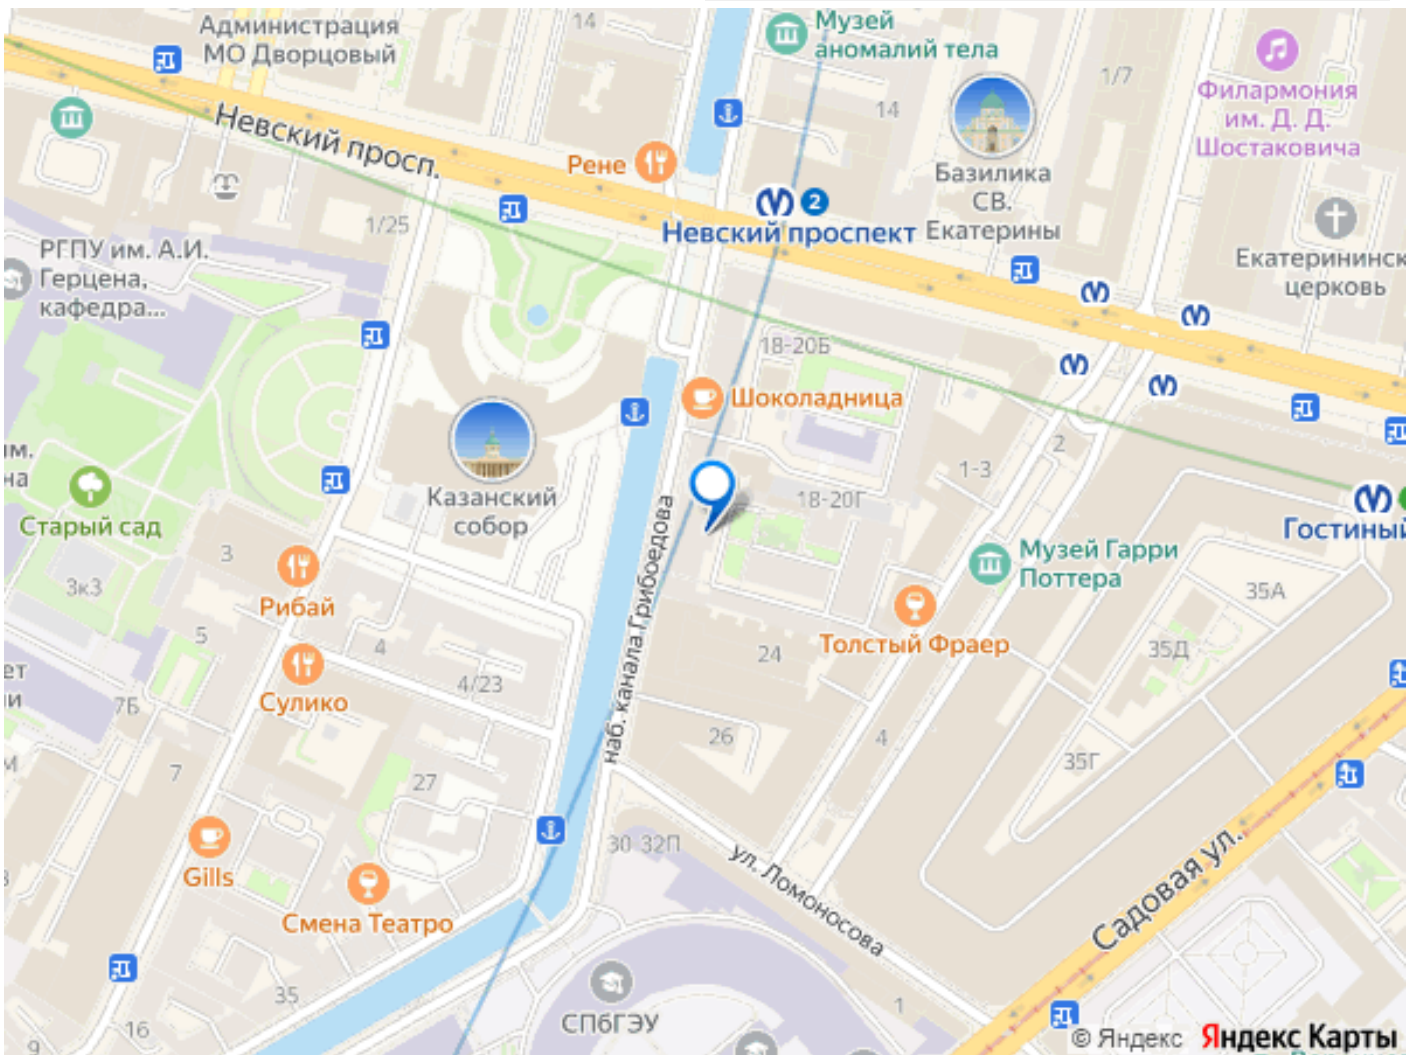 Администрация
МО Дворцовый
14
Музей
аномалий тела
1/7
Филармония
им. Д. Д.
Шостаковича
14
Невский просп.
Рене
Базилика
СВ.
Екатерины
2
Невский проспект
1/25
РГПУ им. А.И.
Герцена,
кафедра...
Екатерининск
церковь
18-20Б
Шоколадница
2
1-3
им.
на
Казанский
собор
18-20Г
Старый сад
Гостиный
3
Музей Гарри
Поттера
3к3
Рибай
35А
наб. канала Грибоедова
5
4
24
Толстый Фраер
35Д
ет
и
4/23
Сулико
7Б
26
4
7
27
35Г
30-32П
ул. Ломоносова
Садовая ул.
Gills
Смена Театро
35
СПбГЭУ
1
16
9
© Яндекс Яндекс Карты